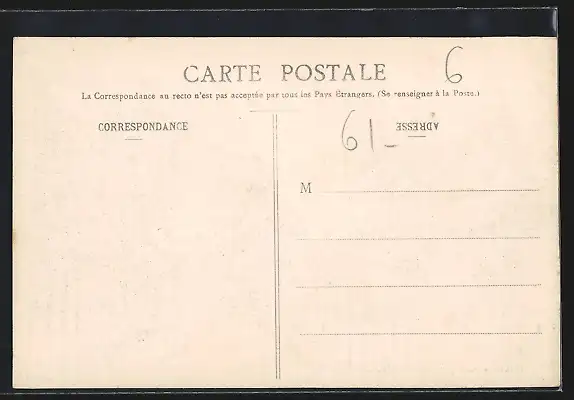 CARTE POSTALE
6
La Correspondance au recto n'est pas acceptée par tous les Pays Etrangers. (Se renseigner à la Poste.)
CORRESPONDANCE
61-
ADRESSE
M